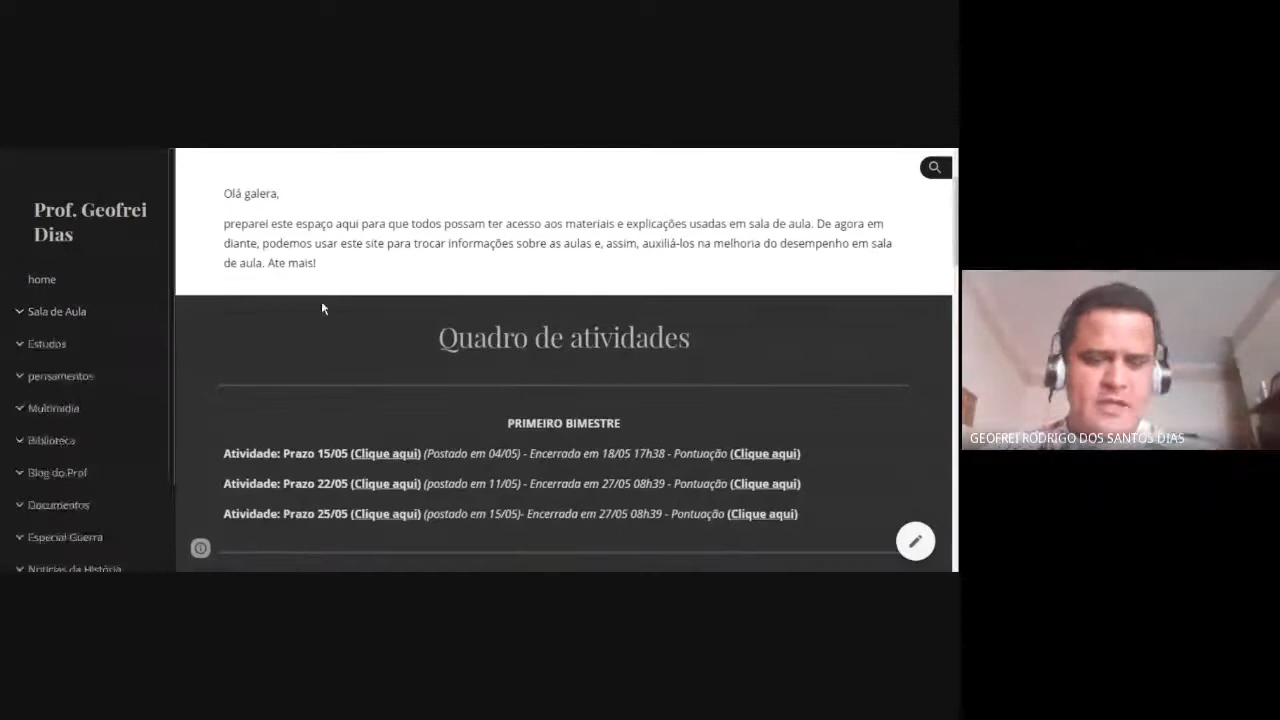 Prof. Geofrei
Dias
home
Sala de Aula
Estudos
pensamentos
Multimidia
Biblioteca
Blog do Prof
Documentos
Especial Guerra
Notícias da História
Olá galera,
preparei este espaço aqui para que todos possam ter acesso aos materiais e explicações usadas em sala de aula. De agora em
diante, podemos usar este site para trocar informações sobre as aulas e, assim, auxiliá-los na melhoria do desempenho em sala
de aula. Ate mais!
Quadro de atividades
PRIMEIRO BIMESTRE
Atividade: Prazo 15/05 (Clique aqui) (Postado em 04/05) - Encerrada em 18/05 17h38 - Pontuação (Clique aqui)
Atividade: Prazo 22/05 (Clique aqui) (postado em 11/05) - Encerrada em 27/05 08h39 - Pontuação (Clique aqui)
Atividade: Prazo 25/05 (Clique aqui) (postado em 15/05)- Encerrada em 27/05 08h39 - Pontuação (Clique aqui)
GEOFREI RODRIGO DOS SANTOS DIAS